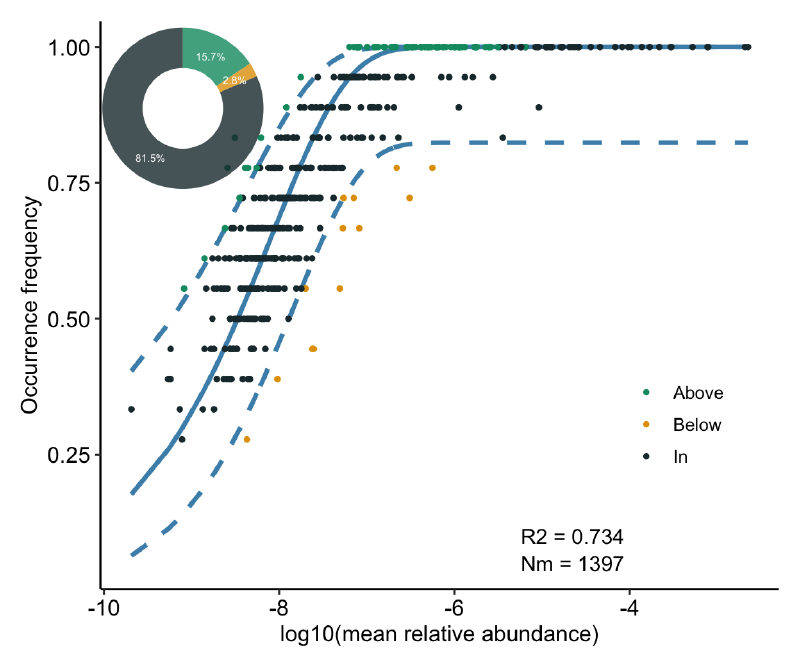 1.00
0.75
0.50
0.25
Occurrence frequency
15.7%
2.8%
81.5%
Above
Below
In
R2 = 0.734
Nm = 1397
-10 -8 -6 -4
log10(mean relative abundance)